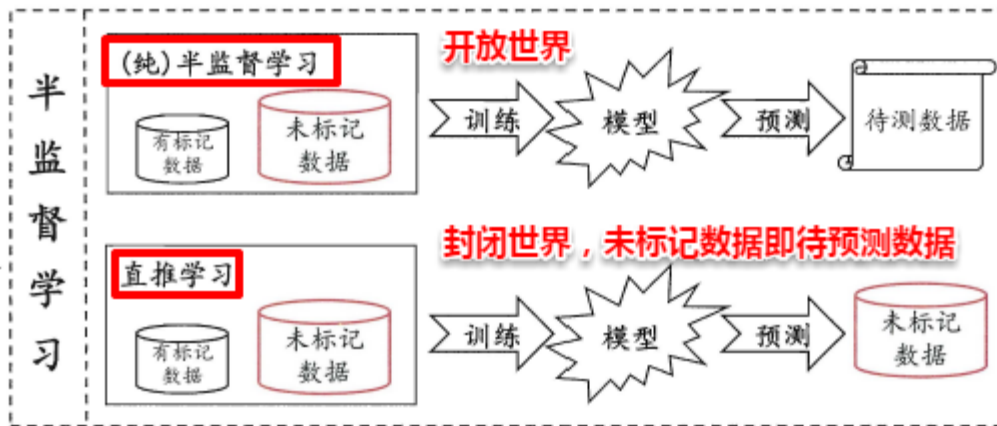 半监督学习
(纯)半监督学习
开放世界
有标记
数据
未标记
数据
训练
模型
预测
待测数据
直推学习
封闭世界，未标记数据即待预测数据
有标记
数据
未标记
数据
训练
模型
预测
未标记
数据